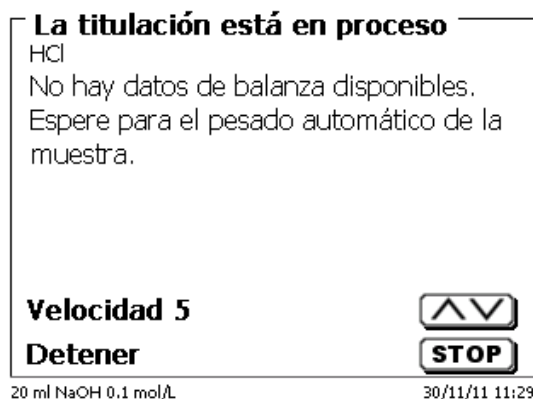 La titulación está en proceso
HCl
No hay datos de balanza disponibles.
Espere para el pesado automático de la
muestra.
Velocidad 5
Detener STOP
20 ml NaOH 0.1 mol/L 30/11/11 11:29